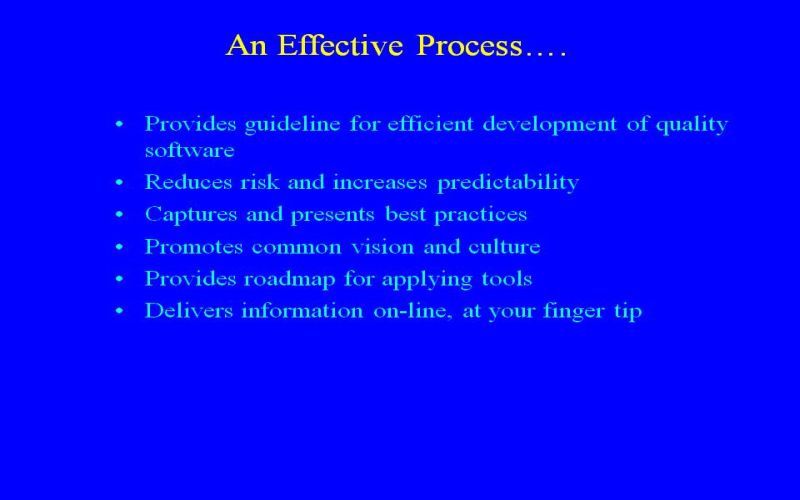 An Effective Process....
• Provides guideline for efficient development of quality
software
• Reduces risk and increases predictability
• Captures and presents best practices
• Promotes common vision and culture
• Provides roadmap for applying tools
• Delivers information on-line, at your finger tip